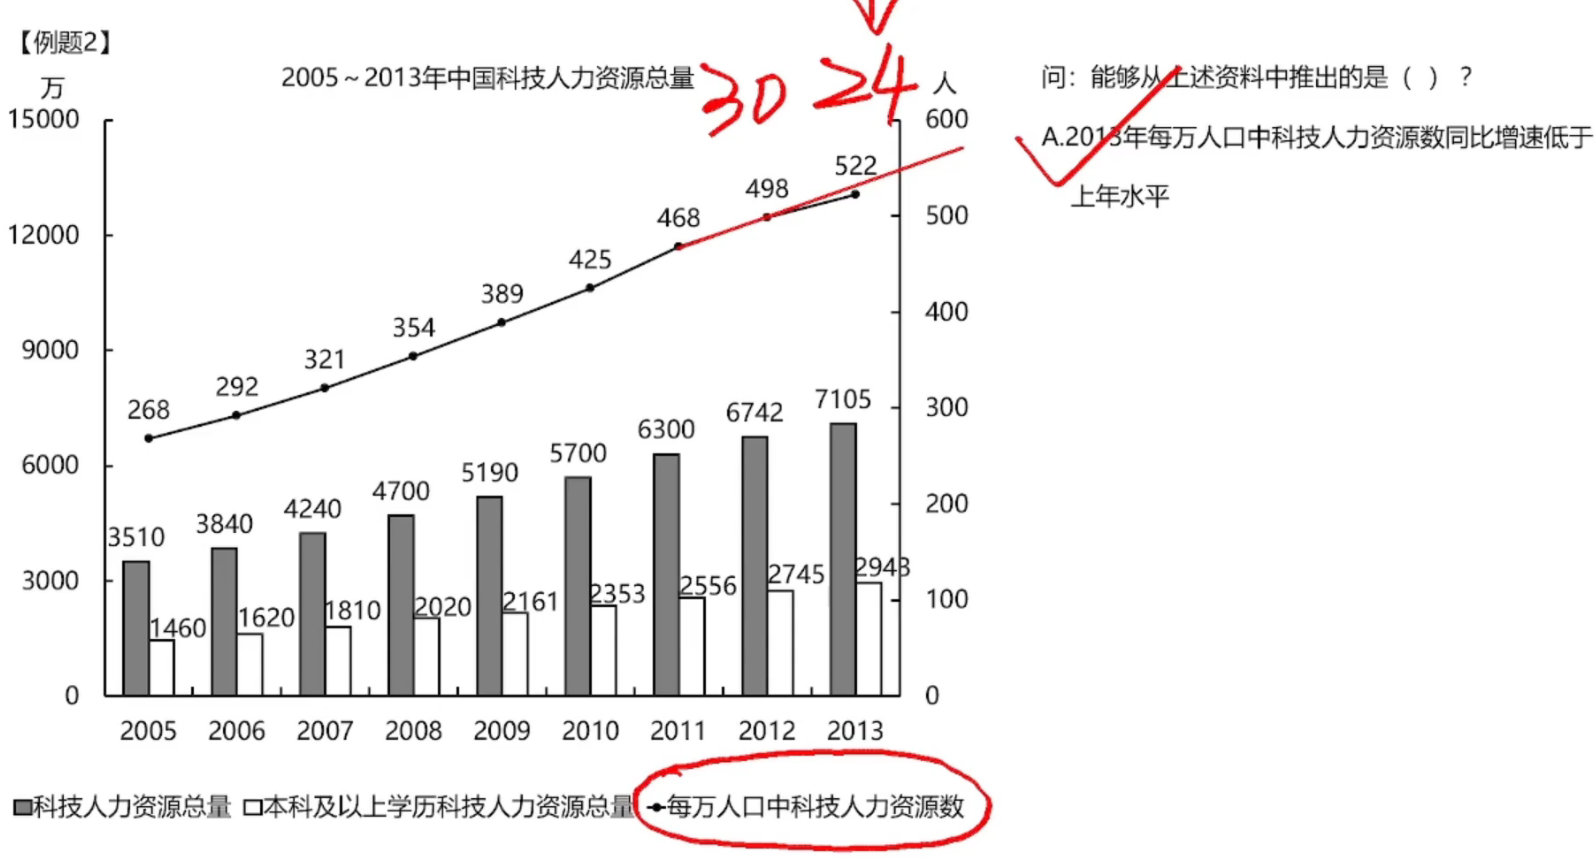 【例题2】
2005～2013年中国科技人力资源总量
30 24
万
人
15000
12000
9000
6000
3000
0
600
500
400
300
200
100
0
268 292 321 354 389 425 468 498 522
3510 3840 4240 4700 5190 5700 6300 6742 7105
1460 1620 1810 2020 2161 2353 2556 2745 2943
2005 2006 2007 2008 2009 2010 2011 2012 2013
科技人力资源总量 本科及以上学历科技人力资源总量 每万人口中科技人力资源数
问：能够从上述资料中推出的是（ ）？
A.2013年每万人口中科技人力资源数同比增速低于
上年水平